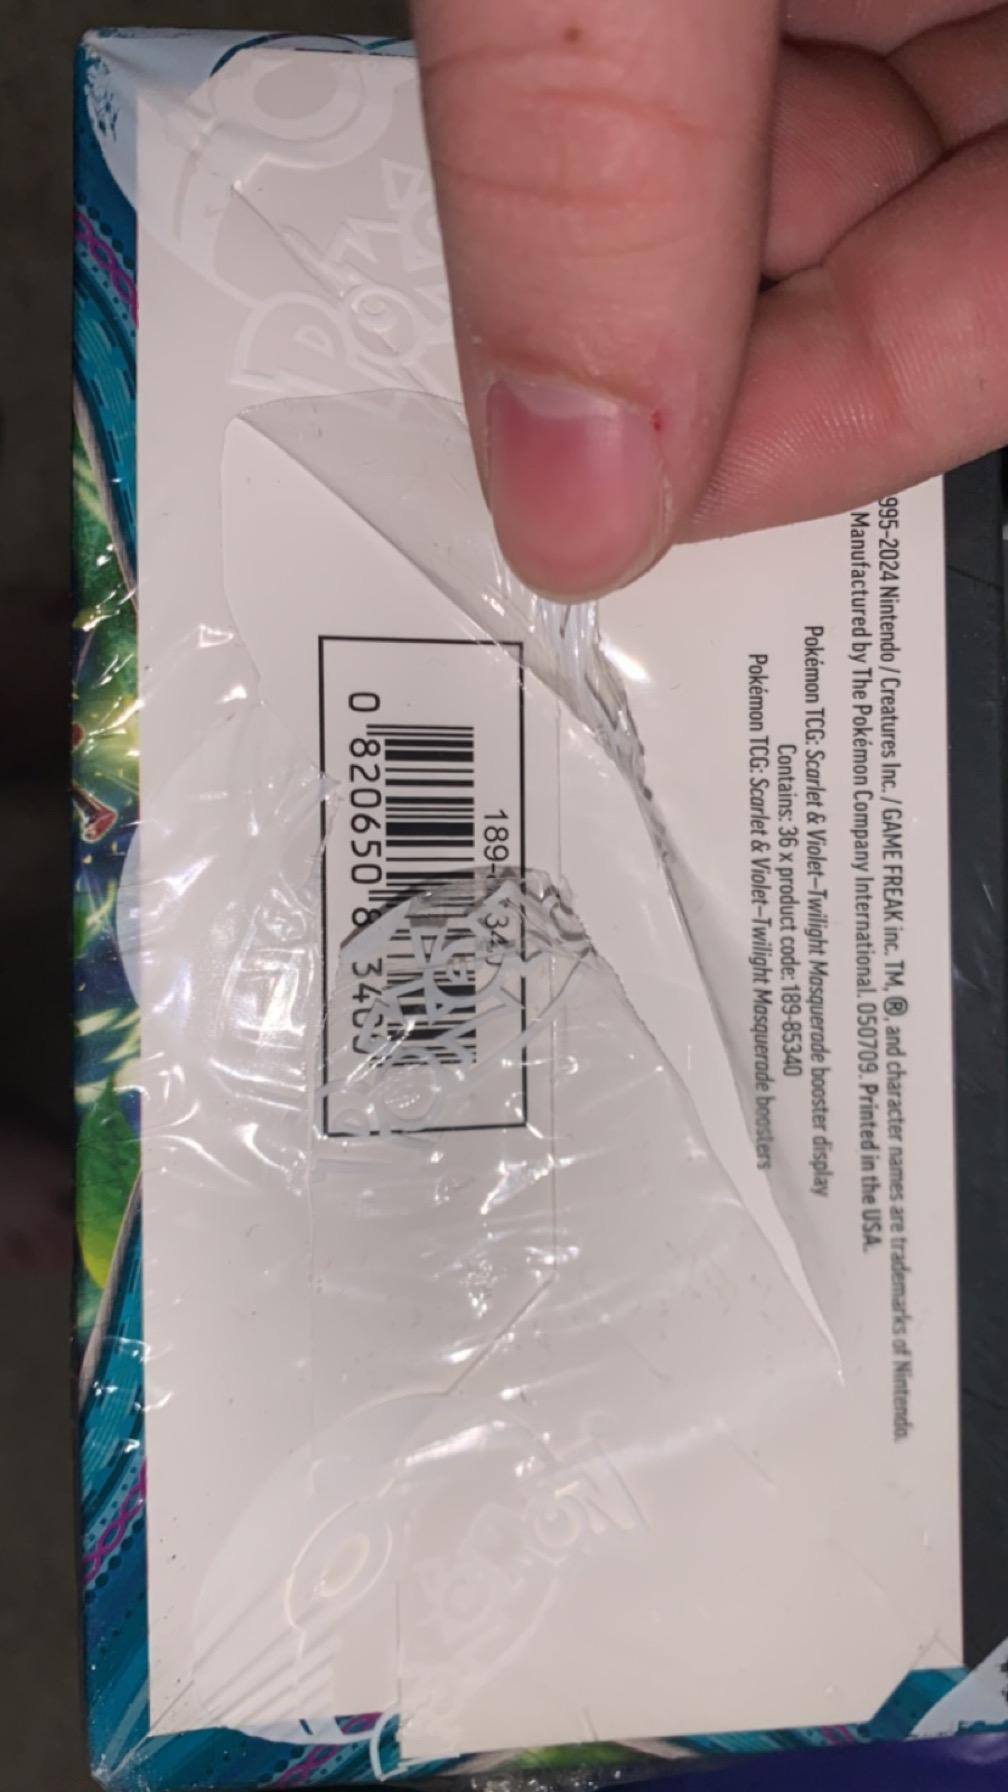 995-2024 Nintendo / Creatures Inc. / GAME FREAK inc. TM, ®, and character names are trademarks of Nintendo.
Manufactured by The Pokémon Company International. 050709. Printed in the USA.
Pokémon TCG: Scarlet & Violet—Twilight Masquerade booster display
Contains: 36 x product code: 189-85340
Pokémon TCG: Scarlet & Violet—Twilight Masquerade boosters
189-
0 820650 8